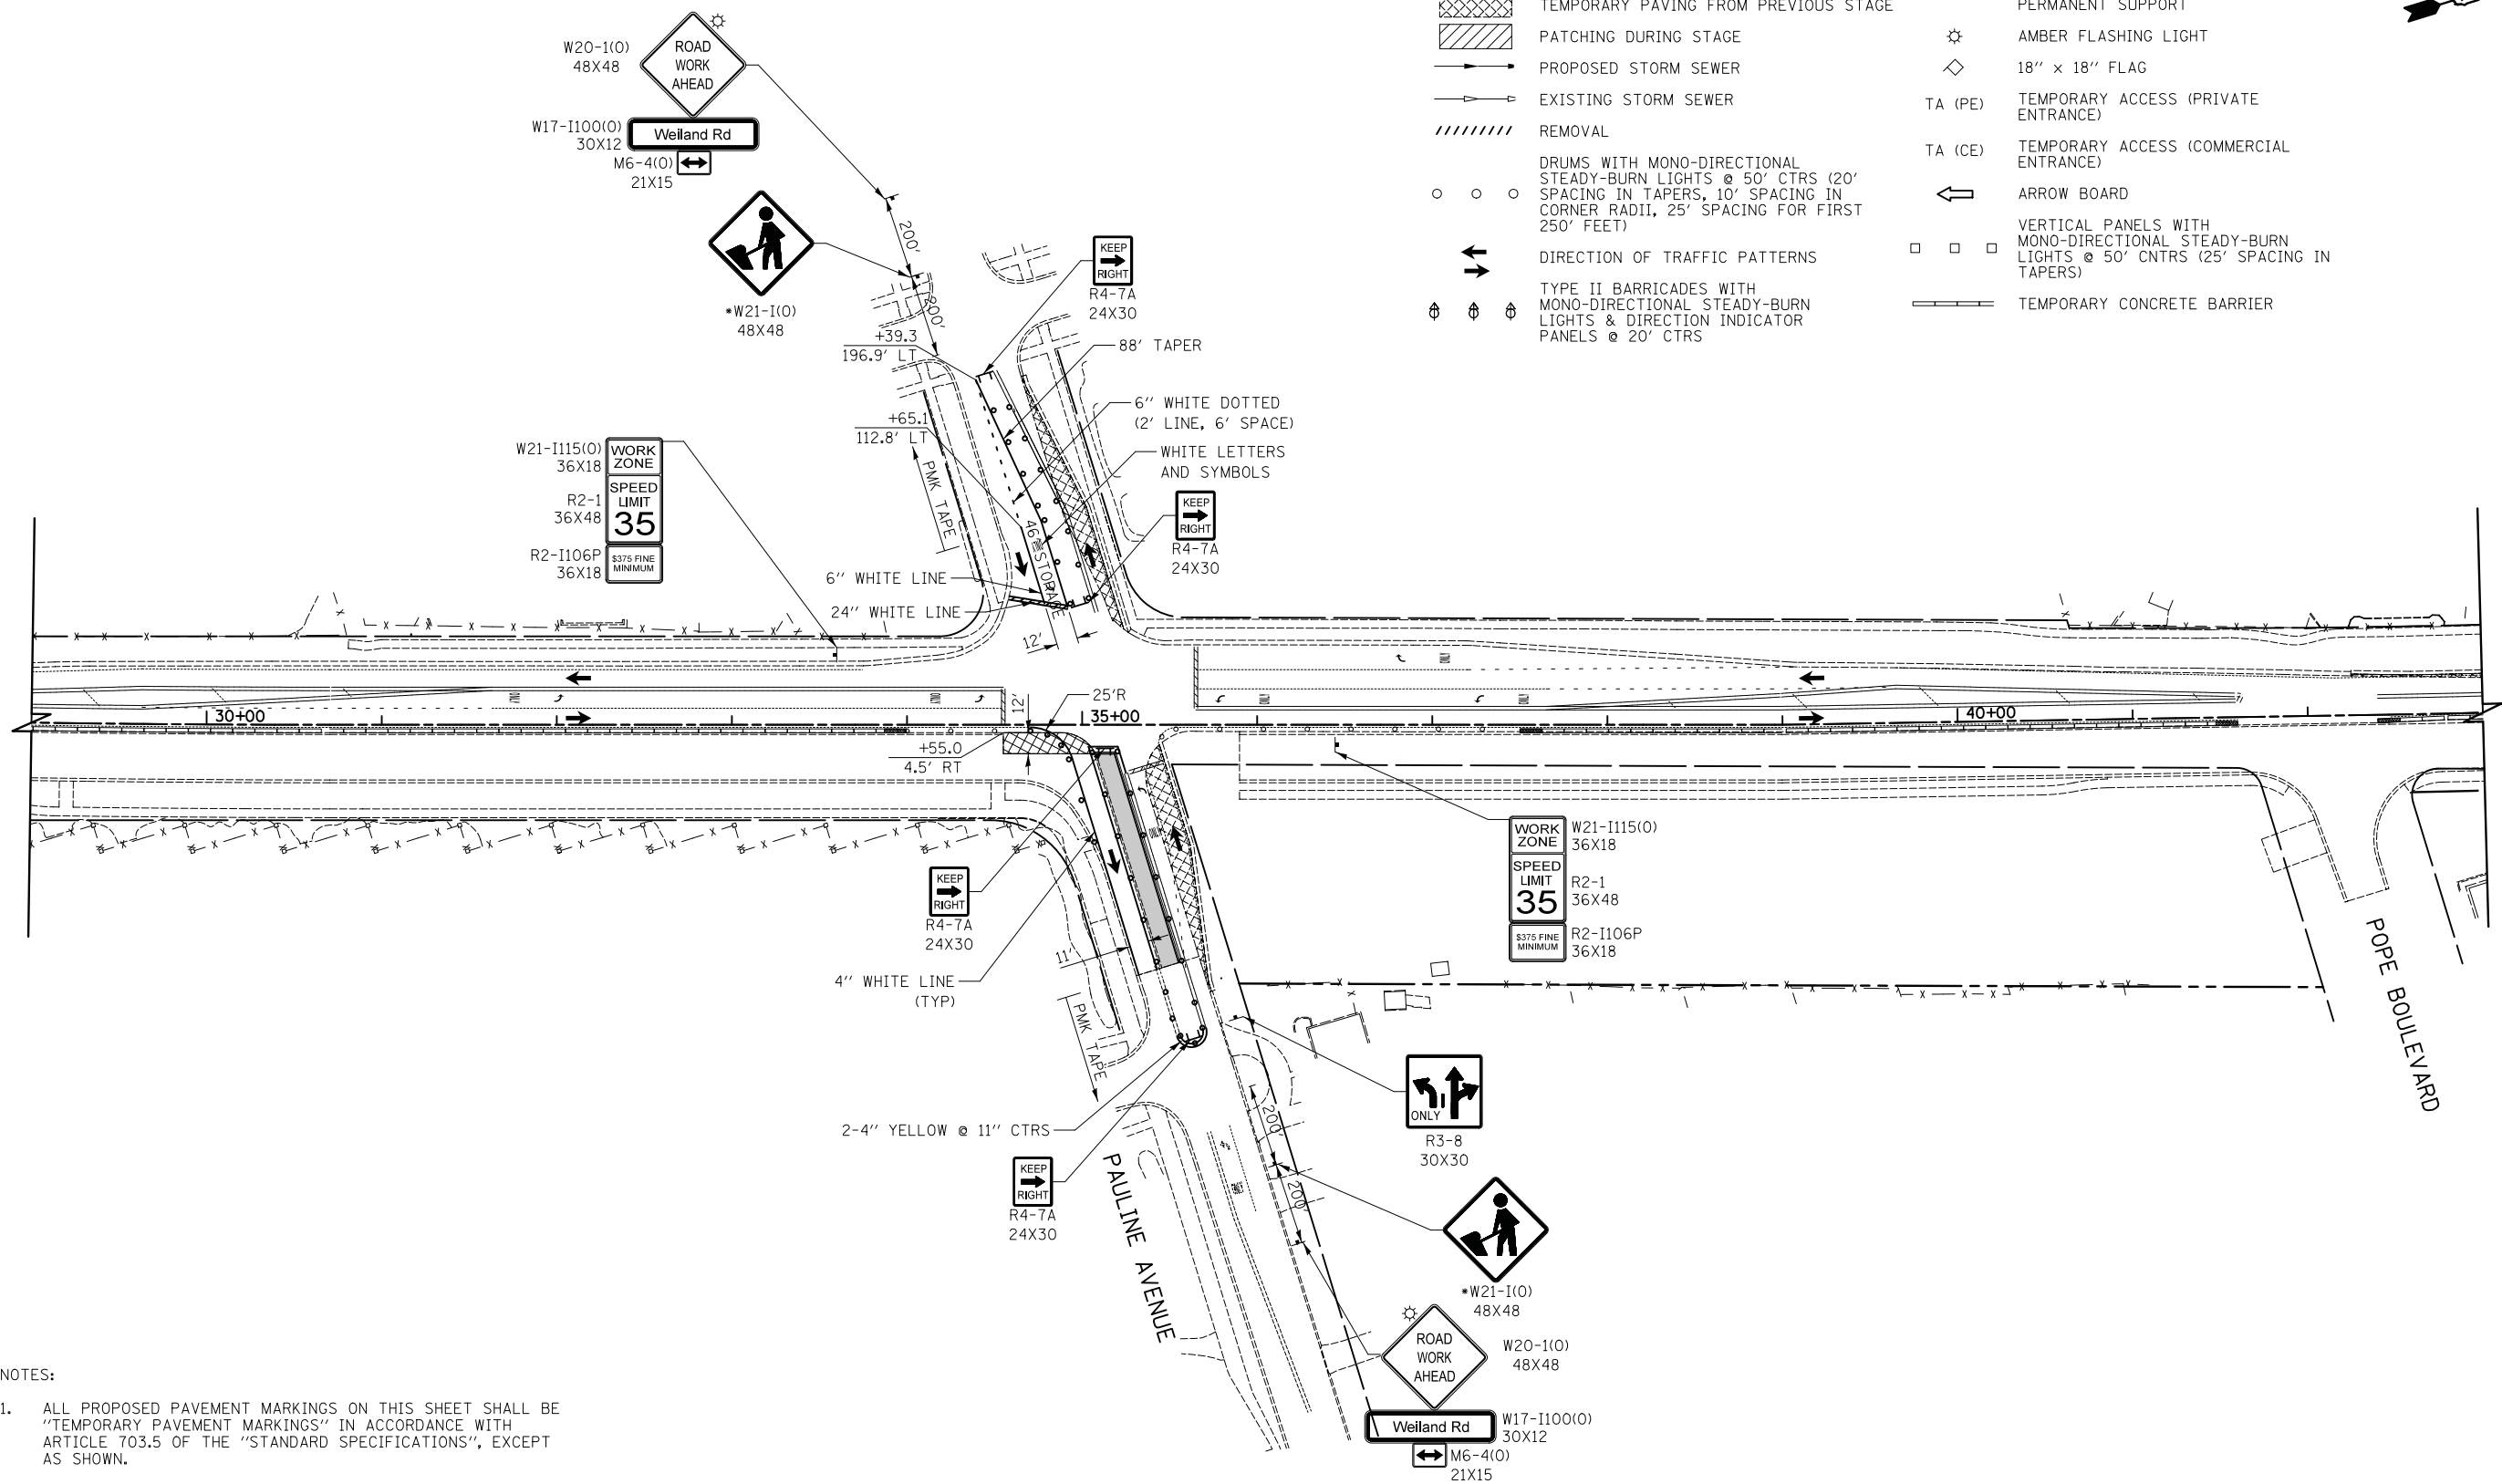 TEMPORARY PAVING FROM PREVIOUS STAGE
PATCHING DURING STAGE
PROPOSED STORM SEWER
EXISTING STORM SEWER
REMOVAL
DRUMS WITH MONO-DIRECTIONAL
STEADY-BURN LIGHTS @ 50' CTRS (20'
SPACING IN TAPERS, 10' SPACING IN
CORNER RADII, 25' SPACING FOR FIRST
250' FEET)
DIRECTION OF TRAFFIC PATTERNS
TYPE II BARRICADES WITH
MONO-DIRECTIONAL STEADY-BURN
LIGHTS & DIRECTION INDICATOR
PANELS @ 20' CTRS
PERMANENT SUPPORT
AMBER FLASHING LIGHT
18" x 18" FLAG
TA (PE) TEMPORARY ACCESS (PRIVATE
ENTRANCE)
TA (CE) TEMPORARY ACCESS (COMMERCIAL
ENTRANCE)
ARROW BOARD
VERTICAL PANELS WITH
MONO-DIRECTIONAL STEADY-BURN
LIGHTS @ 50' CNTRS (25' SPACING IN
TAPERS)
TEMPORARY CONCRETE BARRIER
W20-1(O)
48X48
ROAD
WORK
AHEAD
W17-I100(O)
30X12
Weiland Rd
M6-4(O)
21X15
*W21-I(O)
48X48
200'
200'
KEEP
RIGHT
R4-7A
24X30
+39.3
196.9' LT
88' TAPER
6" WHITE DOTTED
(2' LINE, 6' SPACE)
+65.1
112.8' LT
WHITE LETTERS
AND SYMBOLS
PMK TAPE
46' STORAGE
KEEP
RIGHT
R4-7A
24X30
W21-I115(O)
36X18
WORK
ZONE
R2-1
36X48
SPEED
LIMIT
35
R2-I106P
36X18
$375 FINE
MINIMUM
6" WHITE LINE
24" WHITE LINE
12'
30+00
12'
25'R
35+00
40+00
+55.0
4.5' RT
KEEP
RIGHT
R4-7A
24X30
4" WHITE LINE
(TYP)
11'
PMK TAPE
2-4" YELLOW @ 11" CTRS
KEEP
RIGHT
R4-7A
24X30
PAULINE AVENUE
WORK
ZONE
W21-I115(O)
36X18
SPEED
LIMIT
35
R2-1
36X48
$375 FINE
MINIMUM
R2-I106P
36X18
POPE BOULEVARD
ONLY
R3-8
30X30
200'
200'
*W21-I(O)
48X48
ROAD
WORK
AHEAD
W20-1(O)
48X48
Weiland Rd
W17-I100(O)
30X12
M6-4(O)
21X15
NOTES:
1. ALL PROPOSED PAVEMENT MARKINGS ON THIS SHEET SHALL BE
"TEMPORARY PAVEMENT MARKINGS" IN ACCORDANCE WITH
ARTICLE 703.5 OF THE "STANDARD SPECIFICATIONS", EXCEPT
AS SHOWN.